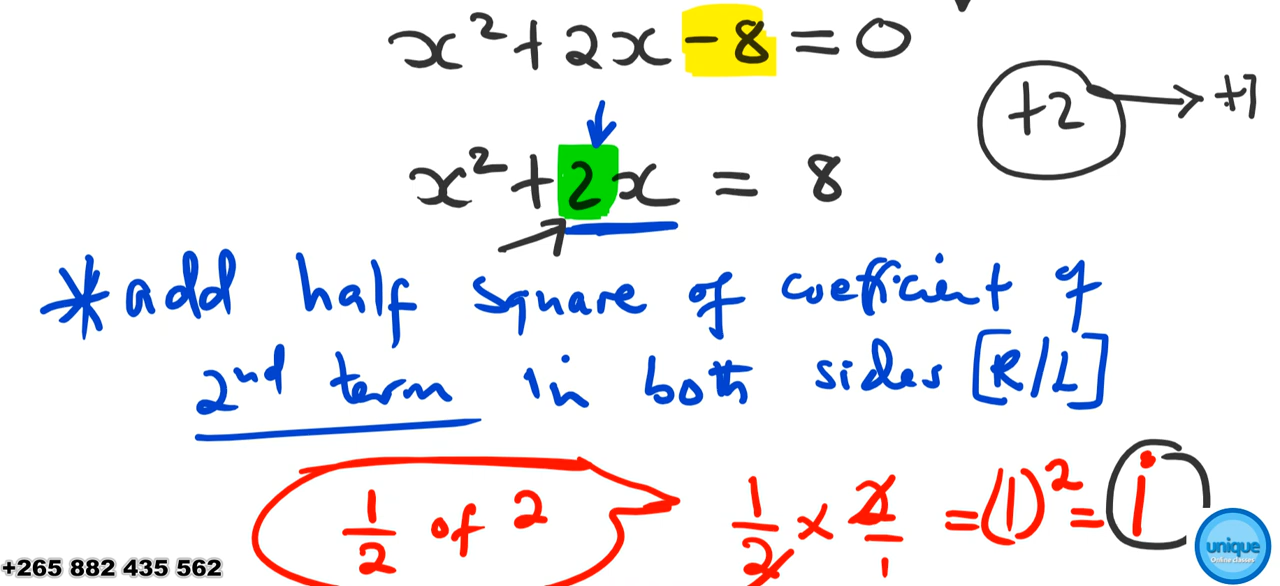 x² + 2x - 8 = 0
+2 → +1
x² + 2x = 8
* add half square of coefficient of
2nd term in both sides [R/L]
1/2 of 2 1/2 × 2/1 = (1)² = 1
unique
Online classes
+265 882 435 562